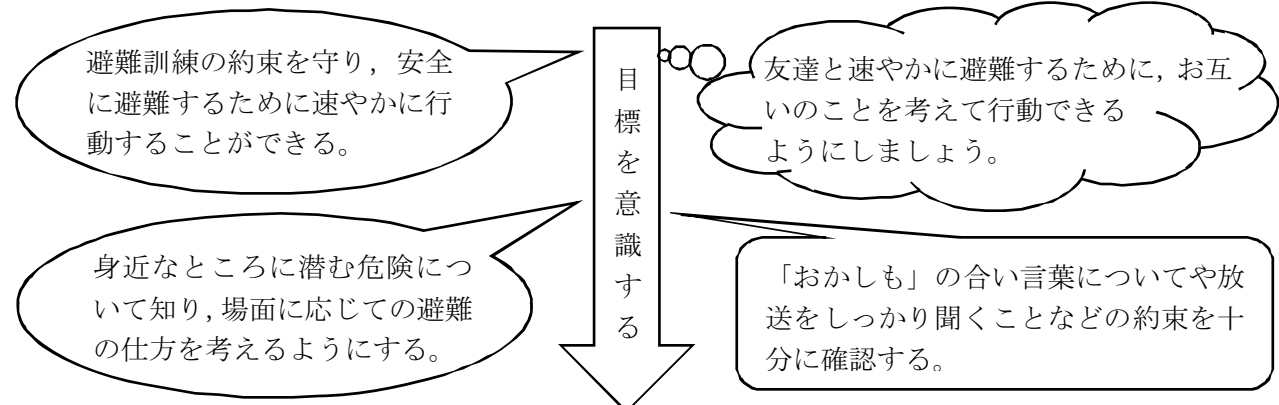 避難訓練の約束を守り，安全
に避難するために速やかに行
動することができる。
目標を意識する
友達と速やかに避難するために，お互
いのことを考えて行動できる
ようにしましょう。
身近なところに潜む危険につ
いて知り，場面に応じての避難
の仕方を考えるようにする。
「おかしも」の合い言葉についてや放
送をしっかり聞くことなどの約束を十
分に確認する。